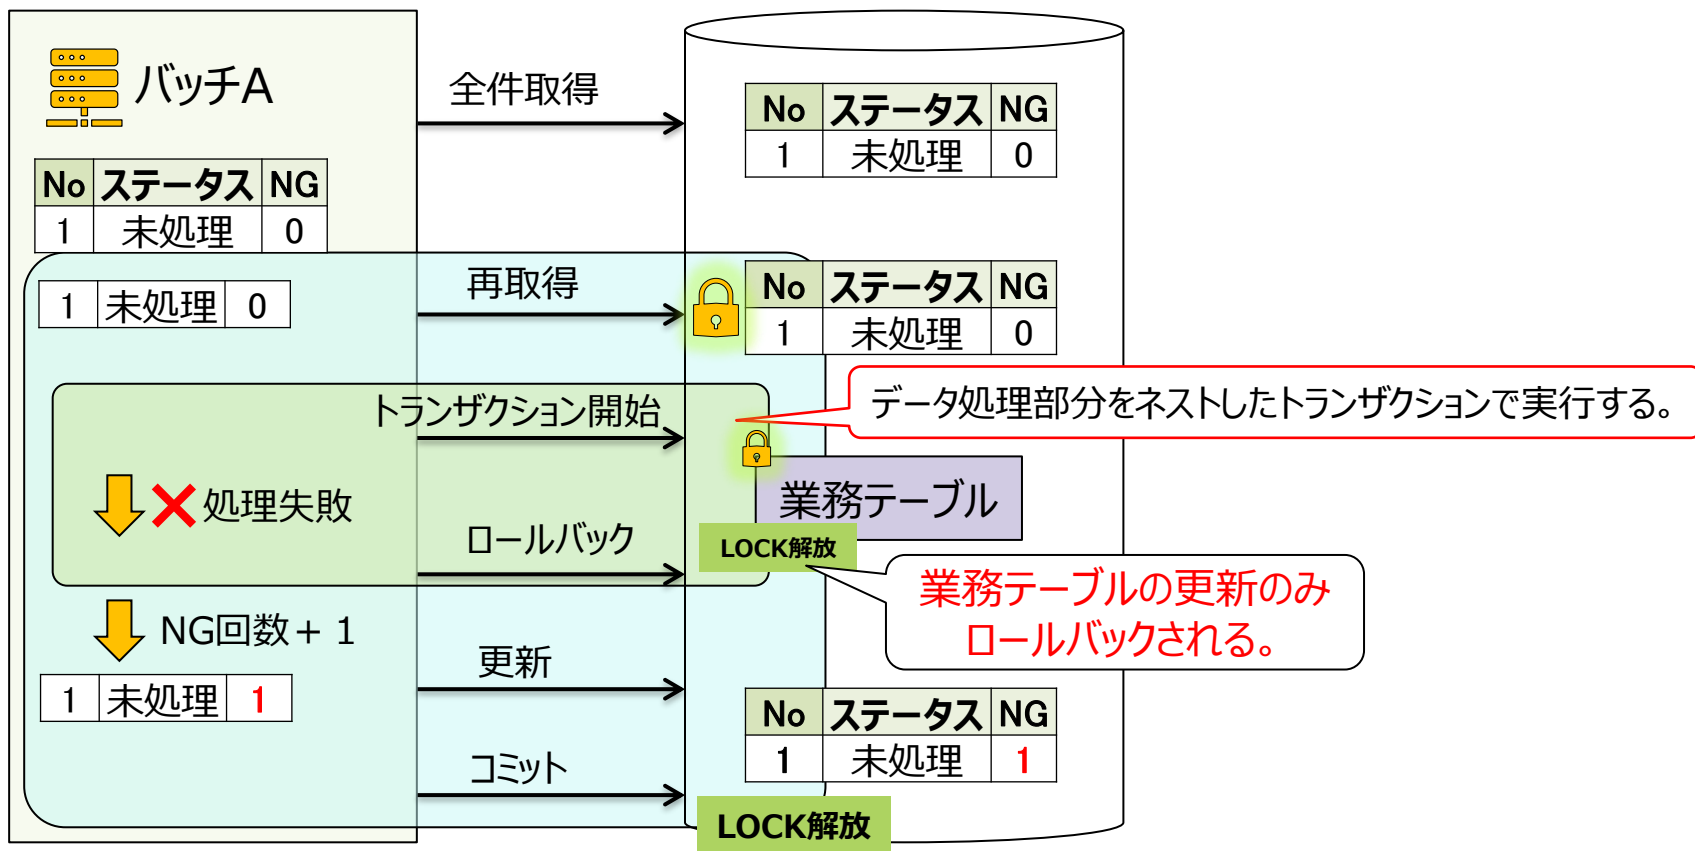 バッチA
全件取得
No ステータス NG
1 未処理 0
No ステータス NG
1 未処理 0
再取得
1 未処理 0
No ステータス NG
1 未処理 0
トランザクション開始
データ処理部分をネストしたトランザクションで実行する。
処理失敗
業務テーブル
ロールバック
LOCK解放
業務テーブルの更新のみ
ロールバックされる。
NG回数+1
更新
1 未処理 1
No ステータス NG
1 未処理 1
コミット
LOCK解放